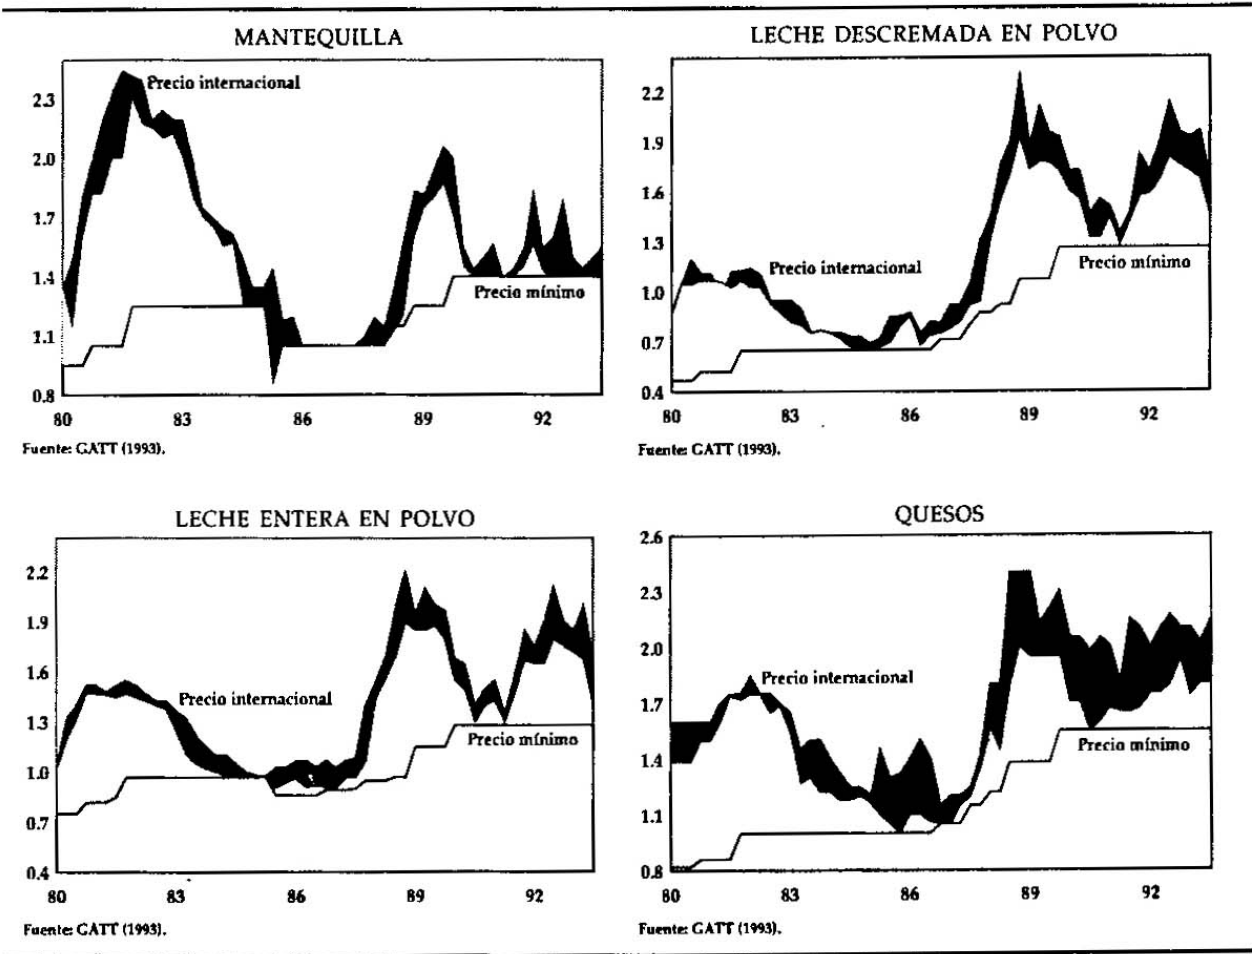 MANTEQUILLA
Precio internacional
2.3
2.0
1.7
1.4
Precio mínimo
1.1
0.8
80 83 86 89 92
Fuente: GATT (1993).
LECHE DESCREMADA EN POLVO
2.2
1.9
1.6
1.3
Precio internacional
Precio mínimo
1.0
0.7
0.4
80 83 86 89 92
Fuente: GATT (1993).
LECHE ENTERA EN POLVO
2.2
1.9
1.6
Precio internacional
1.3
Precio mínimo
1.0
0.7
0.4
80 83 86 89 92
Fuente: GATT (1993).
QUESOS
2.6
2.3
2.0
Precio internacional
1.7
Precio mínimo
1.4
1.1
0.8
80 83 86 89 92
Fuente: GATT (1993).